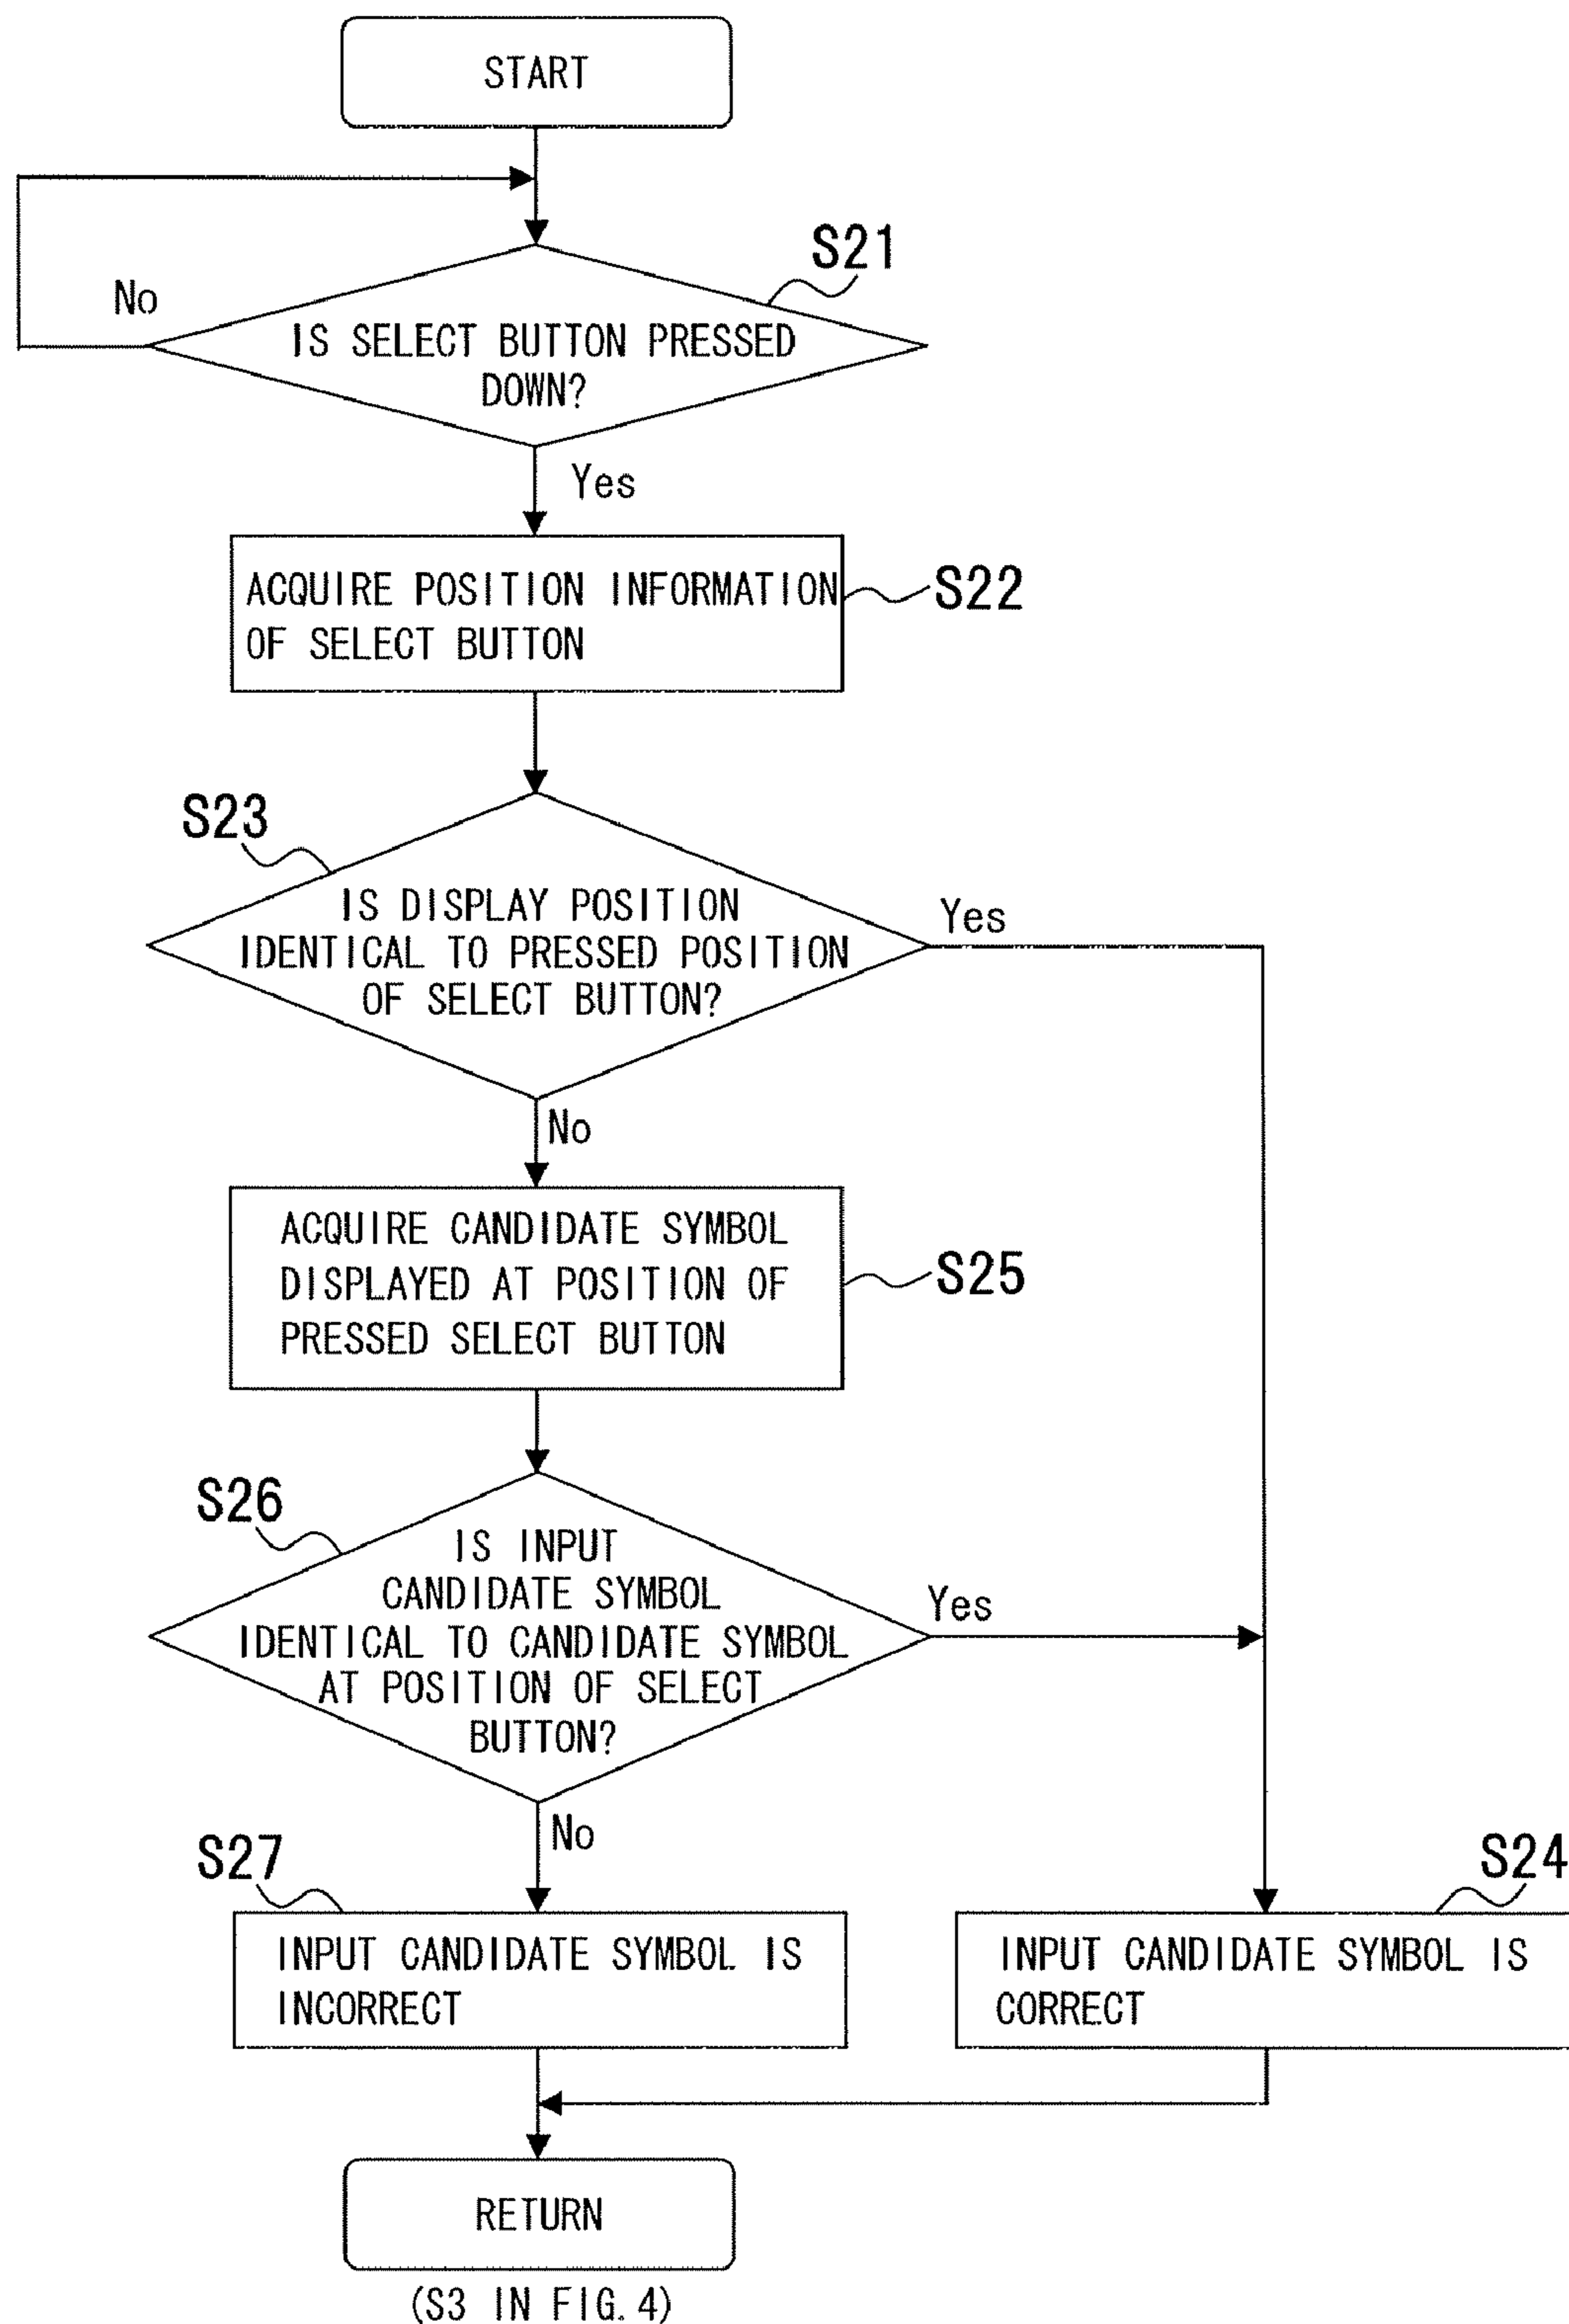 START
S21
No
IS SELECT BUTTON PRESSED
DOWN?
Yes
ACQUIRE POSITION INFORMATION
OF SELECT BUTTON
S22
S23
IS DISPLAY POSITION
IDENTICAL TO PRESSED POSITION
OF SELECT BUTTON?
Yes
No
ACQUIRE CANDIDATE SYMBOL
DISPLAYED AT POSITION OF
PRESSED SELECT BUTTON
S25
S26
IS INPUT
CANDIDATE SYMBOL
IDENTICAL TO CANDIDATE SYMBOL
AT POSITION OF SELECT
BUTTON?
Yes
No
S27
INPUT CANDIDATE SYMBOL IS
INCORRECT
S24
INPUT CANDIDATE SYMBOL IS
CORRECT
RETURN
(S3 IN FIG. 4)